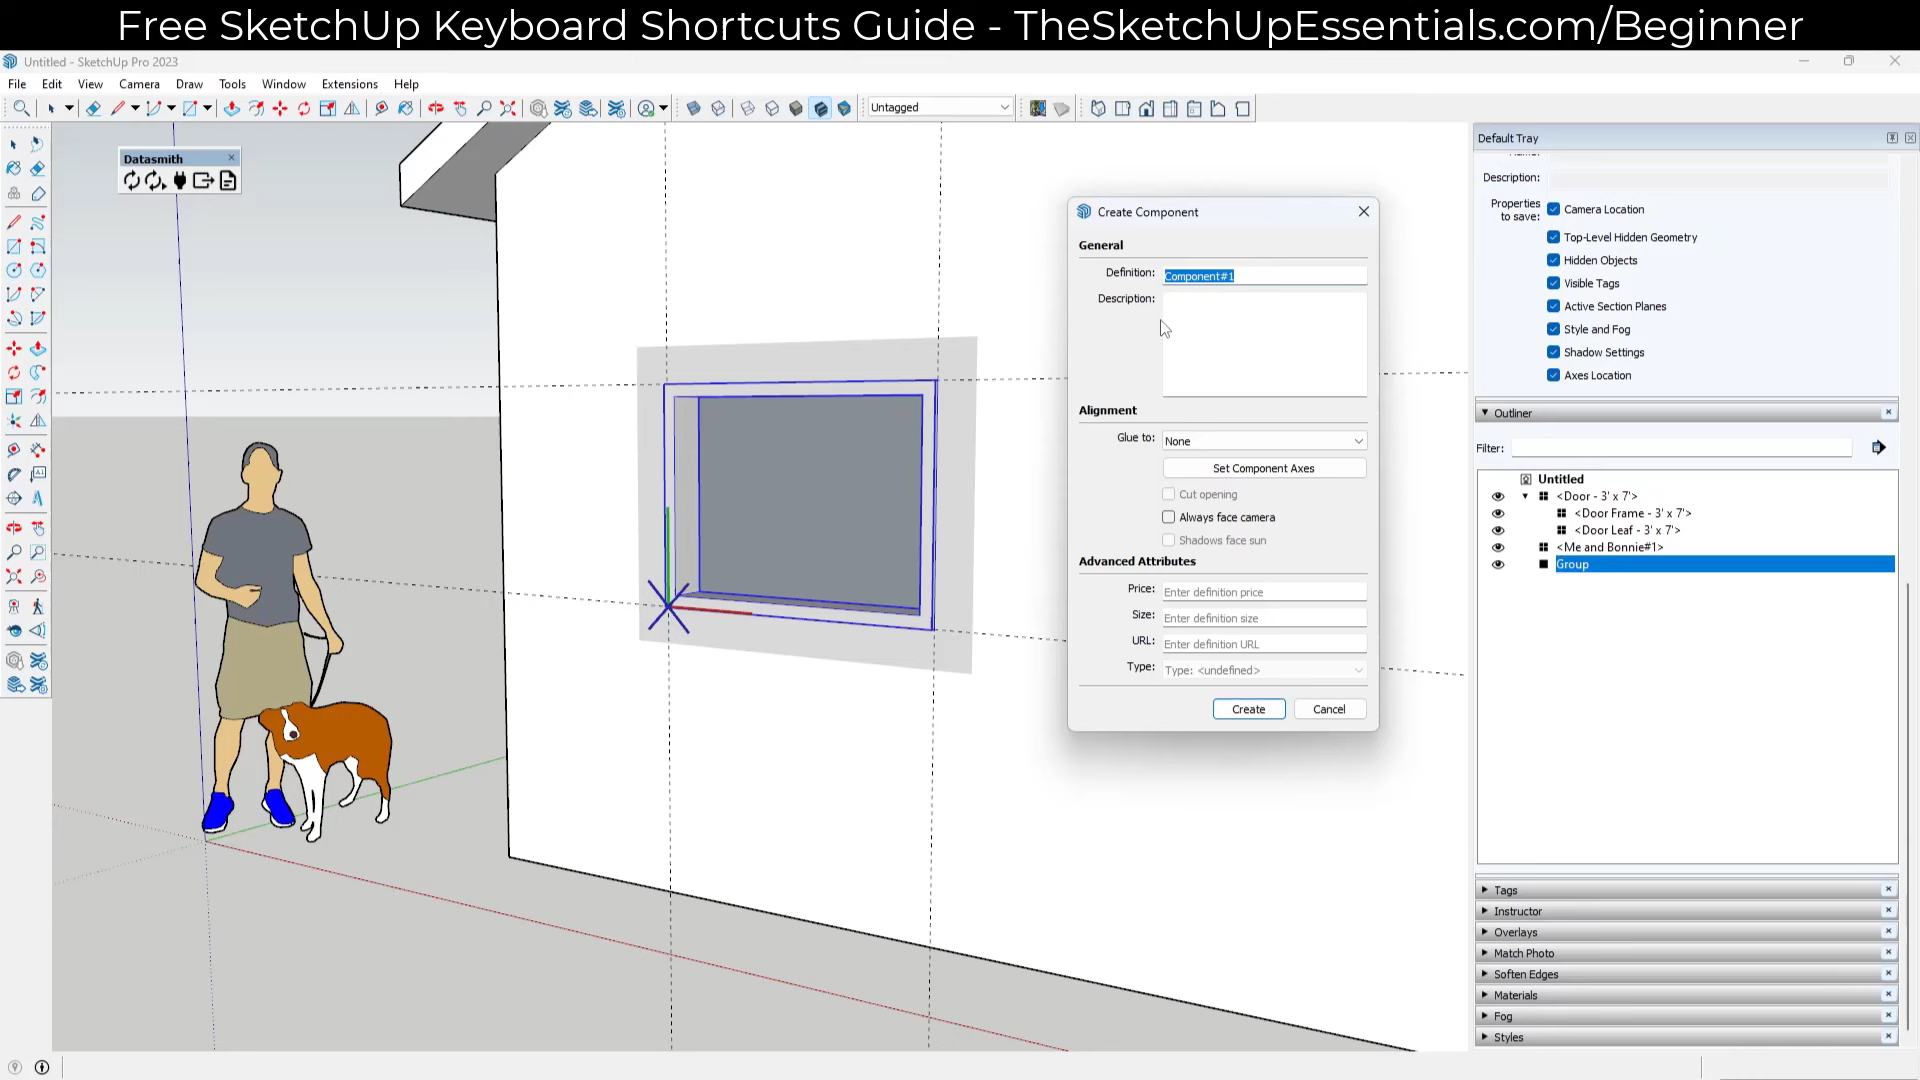 Free SketchUp Keyboard Shortcuts Guide - TheSketchUpEssentials.com/Beginner
Untitled - SketchUp Pro 2023
File Edit View Camera Draw Tools Window Extensions Help
Untagged
Datasmith
Create Component
General
Definition: Component#1
Description:
Alignment
Glue to: None
Set Component Axes
Cut opening
Always face camera
Shadows face sun
Advanced Attributes
Price: Enter definition price
Size: Enter definition size
URL: Enter definition URL
Type: Type: <undefined>
Create Cancel
Default Tray
Description:
Properties
to save:
Camera Location
Top-Level Hidden Geometry
Hidden Objects
Visible Tags
Active Section Planes
Style and Fog
Shadow Settings
Axes Location
Outliner
Filter:
Untitled
<Door - 3' x 7'>
<Door Frame - 3' x 7'>
<Door Leaf - 3' x 7'>
<Me and Bonnie#1>
Group
Tags
Instructor
Overlays
Match Photo
Soften Edges
Materials
Fog
Styles